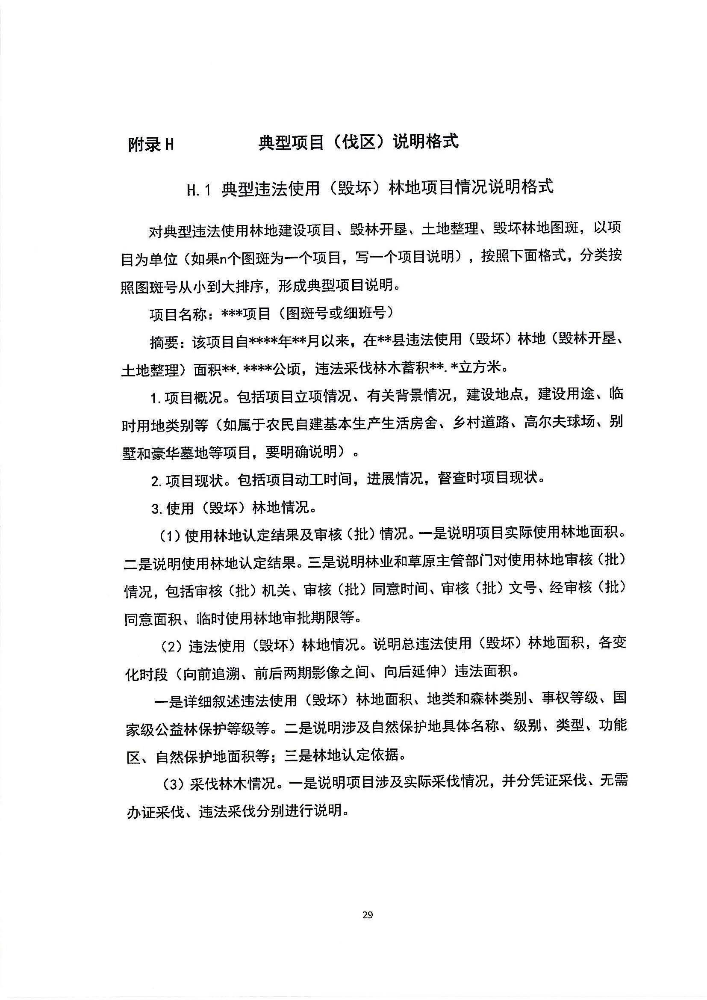 附录 H 典型项目（伐区）说明格式
H.1 典型违法使用（毁坏）林地项目情况说明格式
对典型违法使用林地建设项目、毁林开垦、土地整理、毁坏林地图斑，以项
目为单位（如果n个图斑为一个项目，写一个项目说明），按照下面格式，分类按
照图斑号从小到大排序，形成典型项目说明。
项目名称：***项目（图斑号或细班号）
摘要：该项目自****年**月以来，在**县违法使用（毁坏）林地（毁林开垦、
土地整理）面积**.****公顷，违法采伐林木蓄积**.*立方米。
1.项目概况。包括项目立项情况、有关背景情况，建设地点，建设用途、临
时用地类别等（如属于农民自建基本生产生活房舍、乡村道路、高尔夫球场、别
墅和豪华墓地等项目，要明确说明）。
2.项目现状。包括项目动工时间，进展情况，督查时项目现状。
3.使用（毁坏）林地情况。
（1）使用林地认定结果及审核（批）情况。一是说明项目实际使用林地面积。
二是说明使用林地认定结果。三是说明林业和草原主管部门对使用林地审核（批）
情况，包括审核（批）机关、审核（批）同意时间、审核（批）文号、经审核（批）
同意面积、临时使用林地审批期限等。
（2）违法使用（毁坏）林地情况。说明总违法使用（毁坏）林地面积，各变
化时段（向前追溯、前后两期影像之间、向后延伸）违法面积。
一是详细叙述违法使用（毁坏）林地面积、地类和森林类别、事权等级、国
家级公益林保护等级等。二是说明涉及自然保护地具体名称、级别、类型、功能
区、自然保护地面积等；三是林地认定依据。
（3）采伐林木情况。一是说明项目涉及实际采伐情况，并分凭证采伐、无需
办证采伐、违法采伐分别进行说明。
29